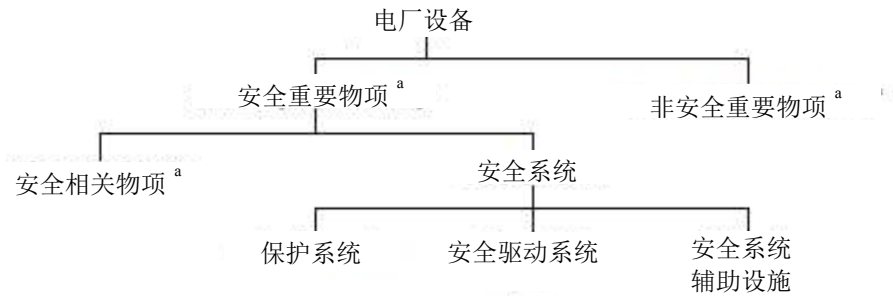 电厂设备
安全重要物项 a
非安全重要物项 a
安全相关物项 a
安全系统
保护系统
安全驱动系统
安全系统
辅助设施